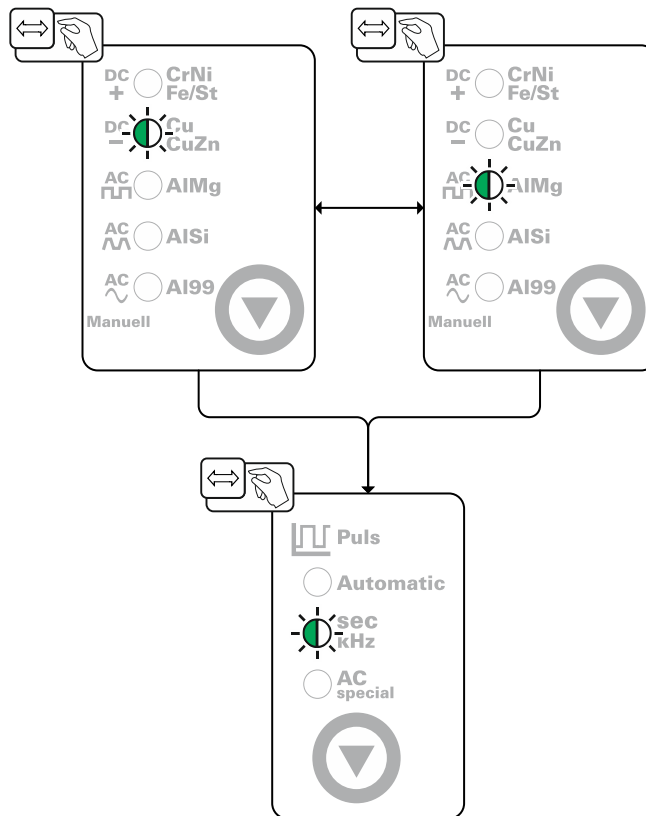 DC + CrNi
Fe/St
DC − Cu
CuZn
AC AlMg
AC AlSi
AC Al99
Manuell
DC + CrNi
Fe/St
DC − Cu
CuZn
AC AlMg
AC AlSi
AC Al99
Manuell
Puls
Automatic
sec
кHz
AC
special